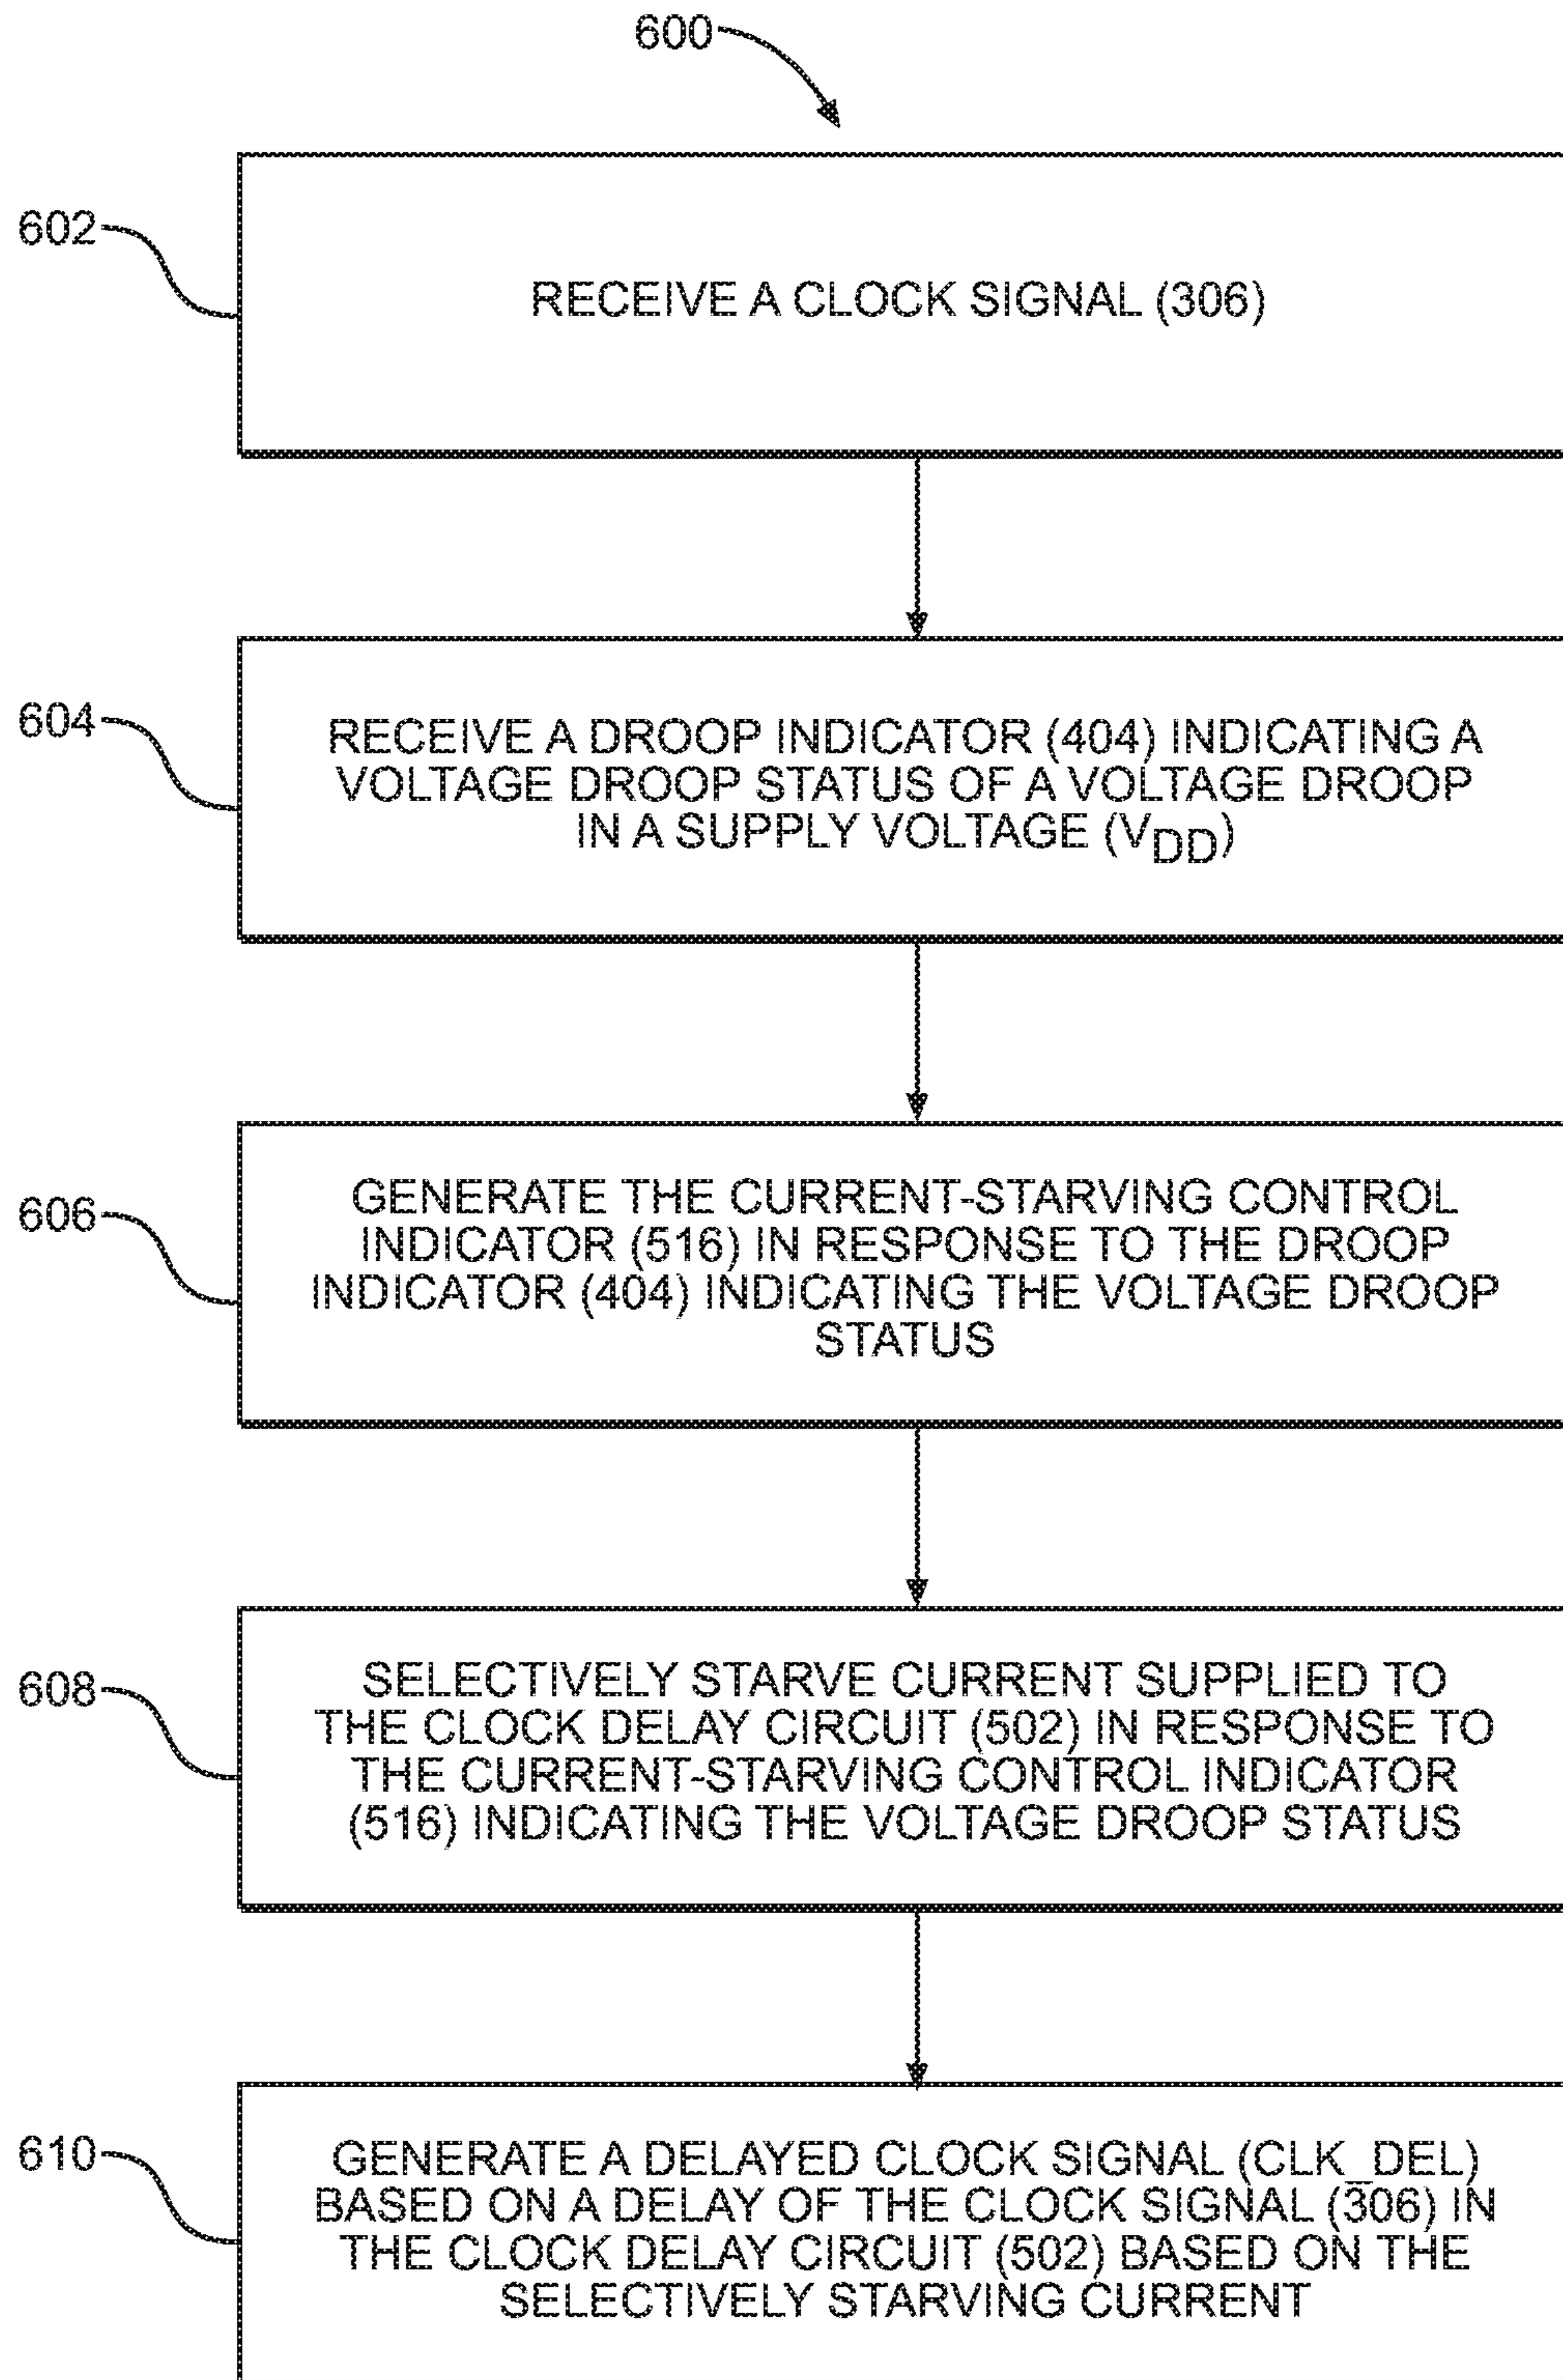 600
602
RECEIVE A CLOCK SIGNAL (306)
604
RECEIVE A DROOP INDICATOR (404) INDICATING A
VOLTAGE DROOP STATUS OF A VOLTAGE DROOP
IN A SUPPLY VOLTAGE (VDD)
606
GENERATE THE CURRENT-STARVING CONTROL
INDICATOR (516) IN RESPONSE TO THE DROOP
INDICATOR (404) INDICATING THE VOLTAGE DROOP
STATUS
608
SELECTIVELY STARVE CURRENT SUPPLIED TO
THE CLOCK DELAY CIRCUIT (502) IN RESPONSE TO
THE CURRENT-STARVING CONTROL INDICATOR
(516) INDICATING THE VOLTAGE DROOP STATUS
610
GENERATE A DELAYED CLOCK SIGNAL (CLK_DEL)
BASED ON A DELAY OF THE CLOCK SIGNAL (306) IN
THE CLOCK DELAY CIRCUIT (502) BASED ON THE
SELECTIVELY STARVING CURRENT